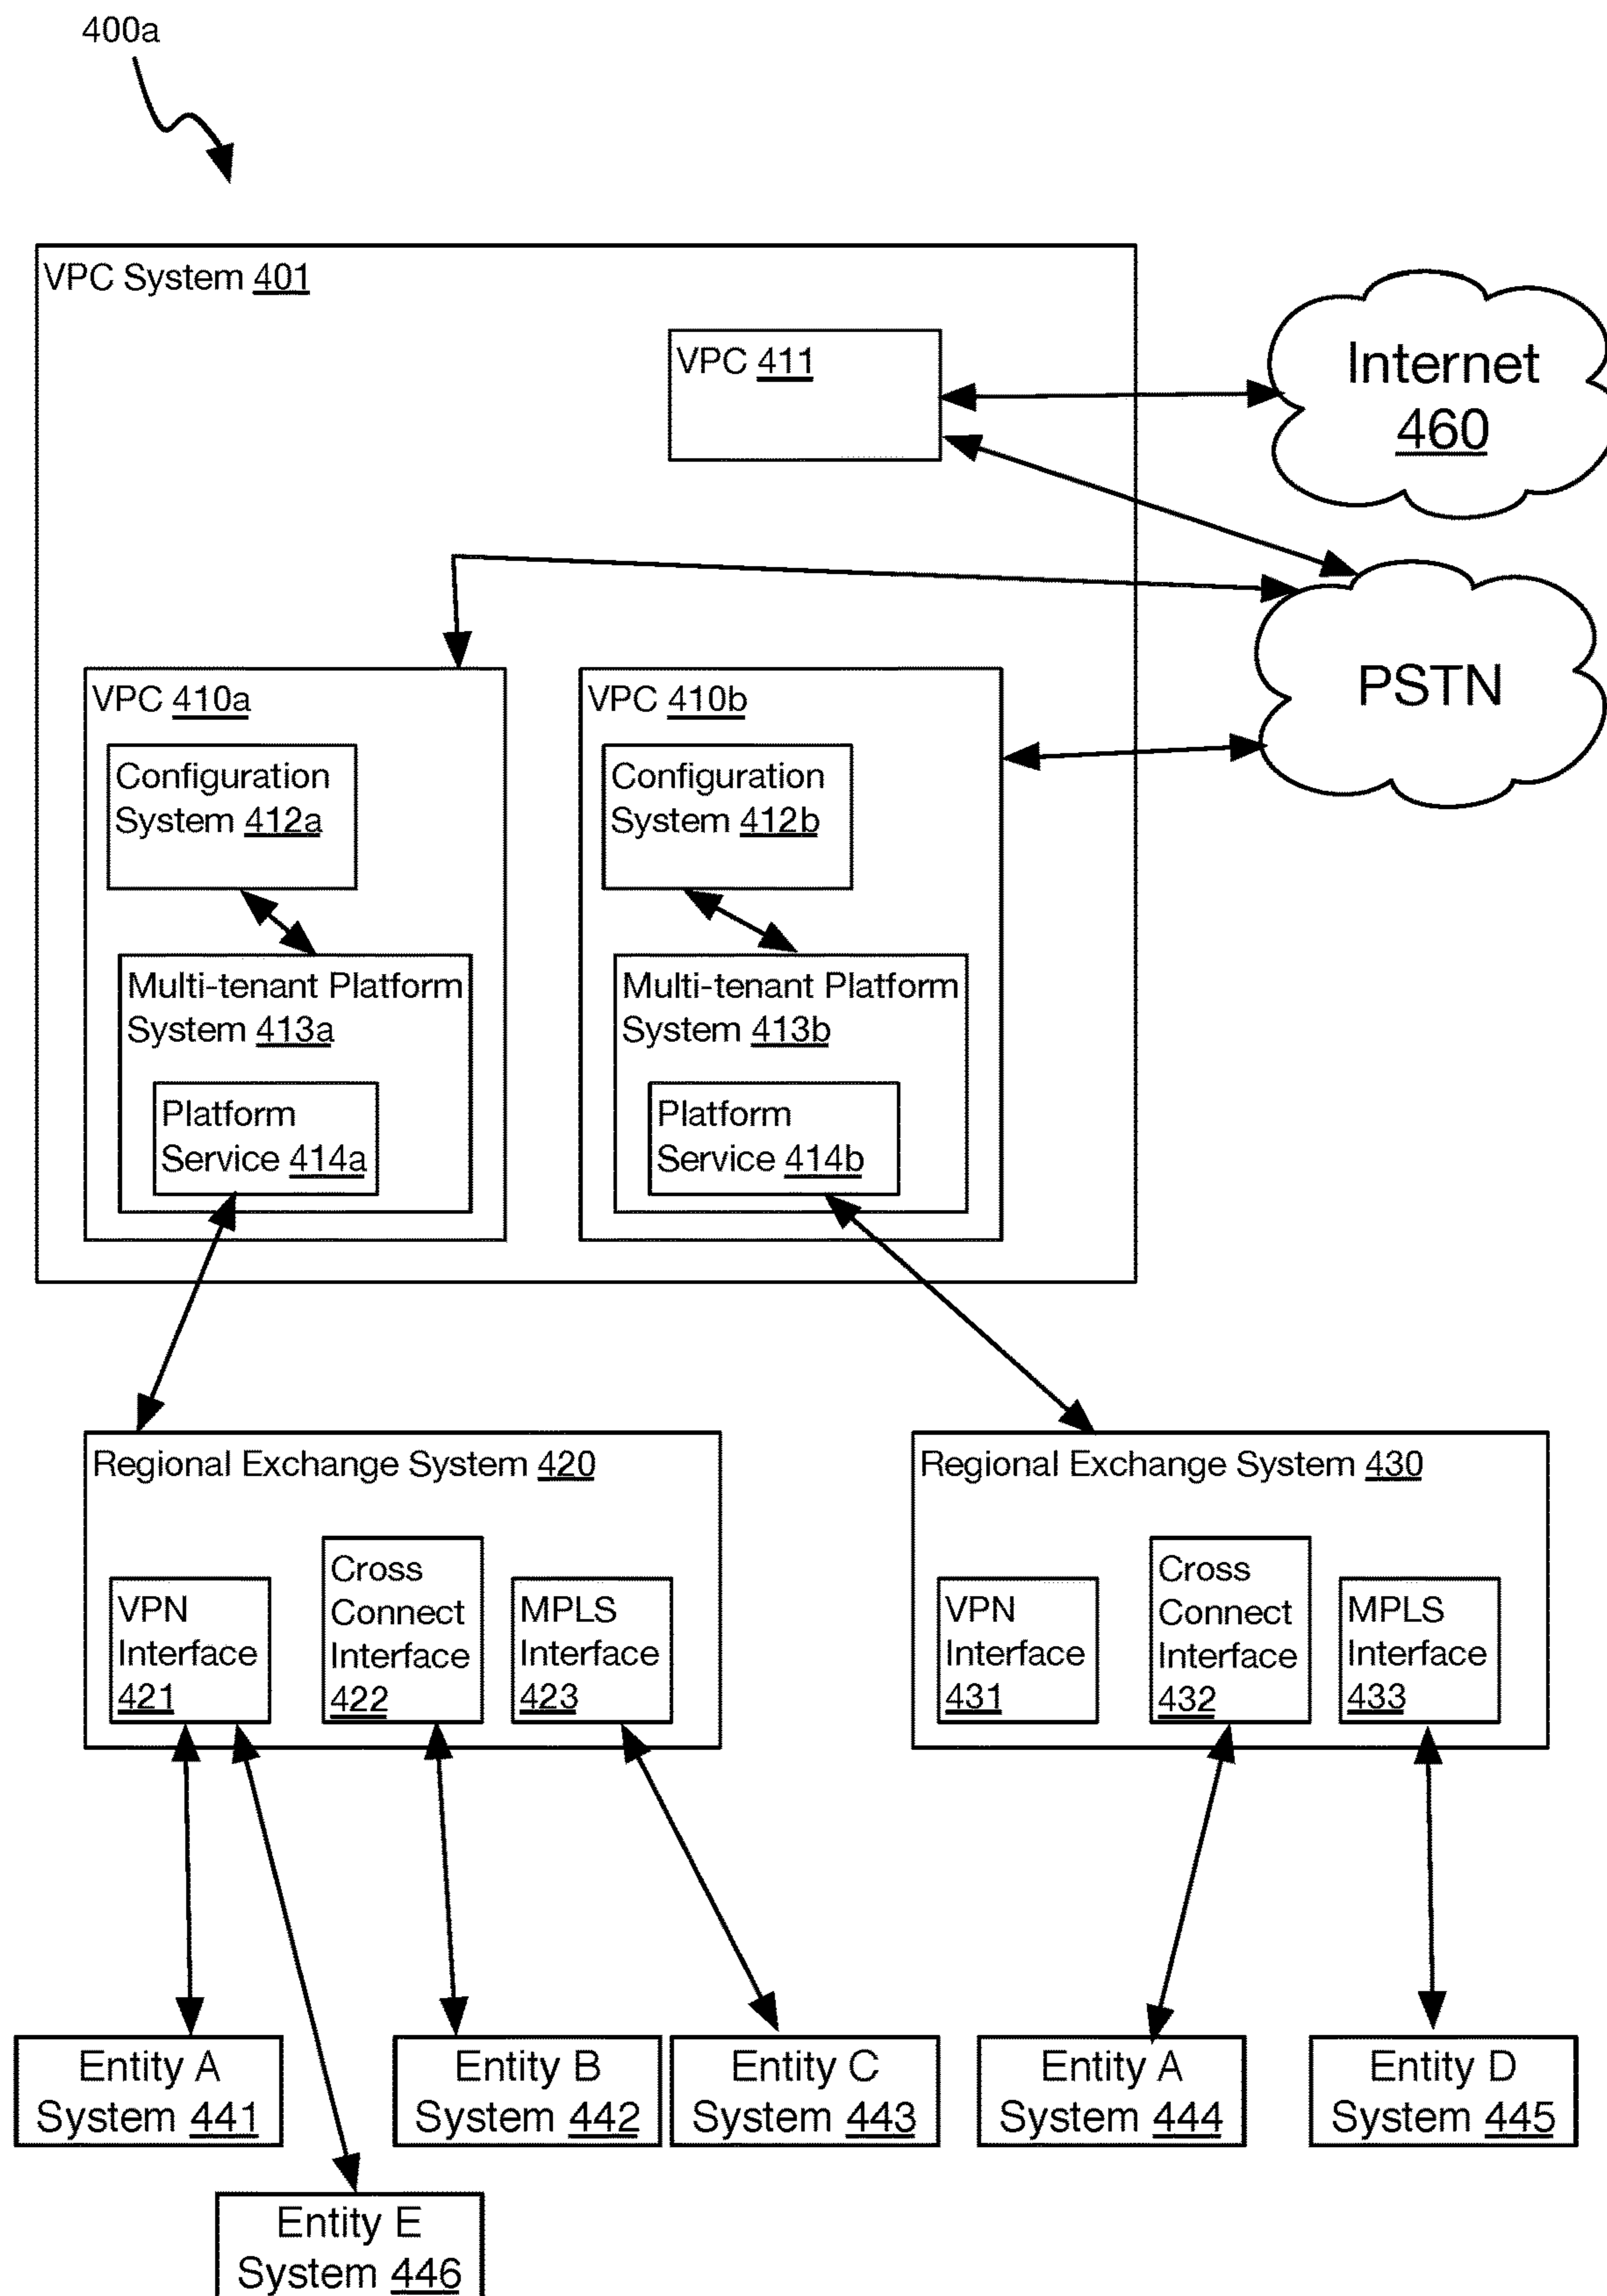 400a
VPC System 401
VPC 411
Internet
460
PSTN
VPC 410a
Configuration
System 412a
Multi-tenant Platform
System 413a
Platform
Service 414a
VPC 410b
Configuration
System 412b
Multi-tenant Platform
System 413b
Platform
Service 414b
Regional Exchange System 420
VPN
Interface
421
Cross
Connect
Interface
422
MPLS
Interface
423
Regional Exchange System 430
VPN
Interface
431
Cross
Connect
Interface
432
MPLS
Interface
433
Entity A
System 441
Entity B
System 442
Entity C
System 443
Entity A
System 444
Entity D
System 445
Entity E
System 446